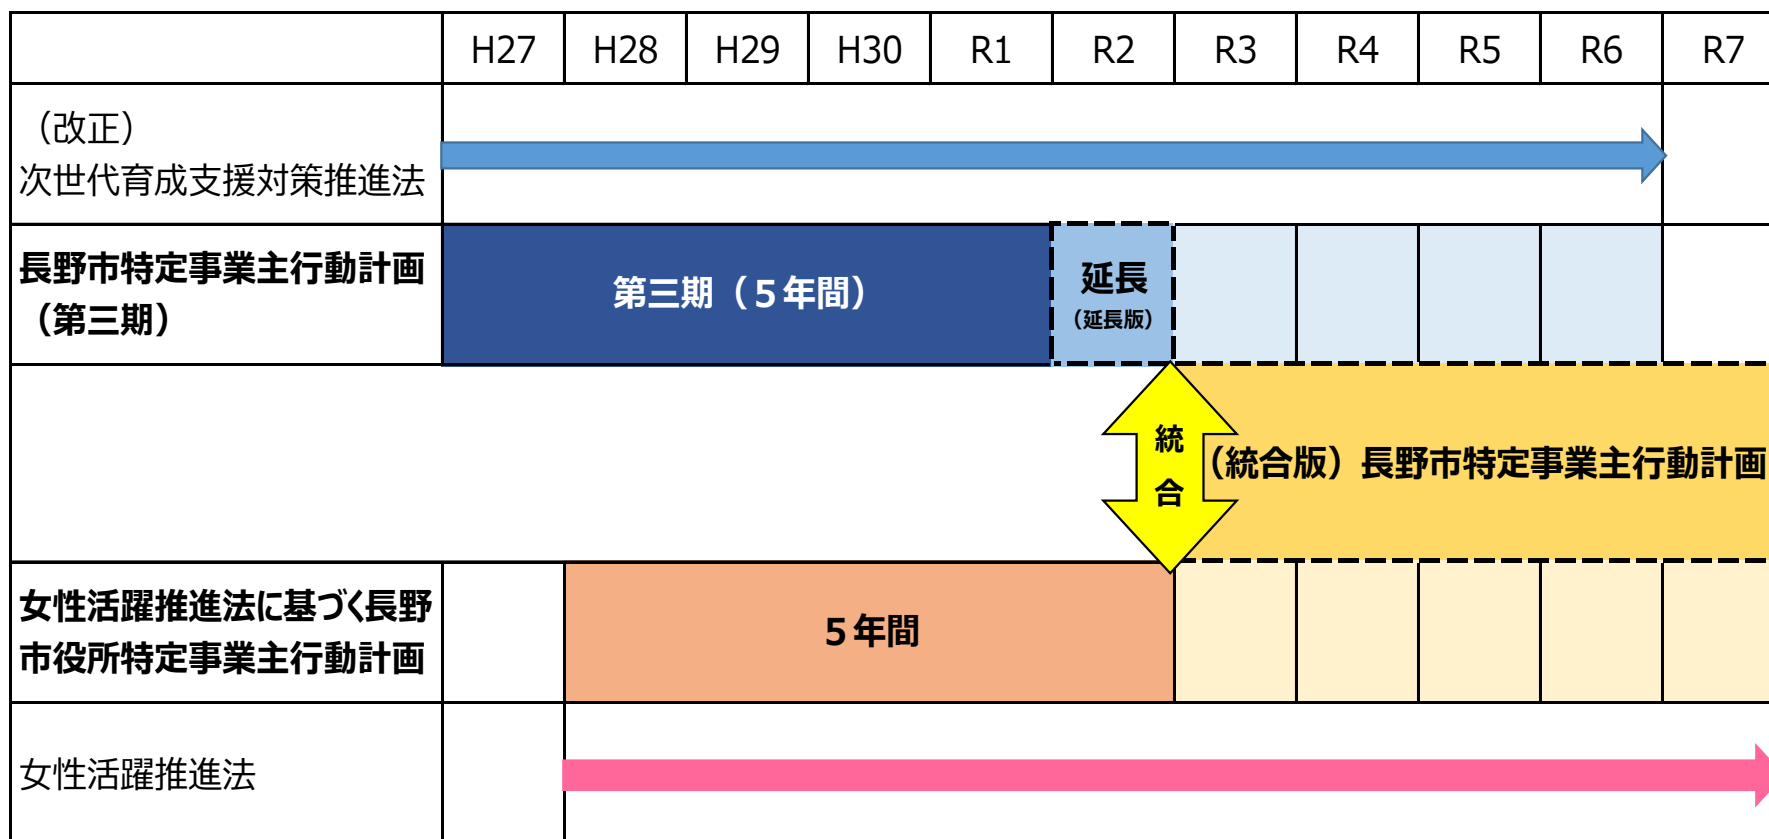 H27 H28 H29 H30 R1 R2 R3 R4 R5 R6 R7
（改正）
次世代育成支援対策推進法
長野市特定事業主行動計画
（第三期）
第三期（５年間）
延長
（延長版）
統
合
（統合版）長野市特定事業主行動計画
女性活躍推進法に基づく長野
市役所特定事業主行動計画
５年間
女性活躍推進法